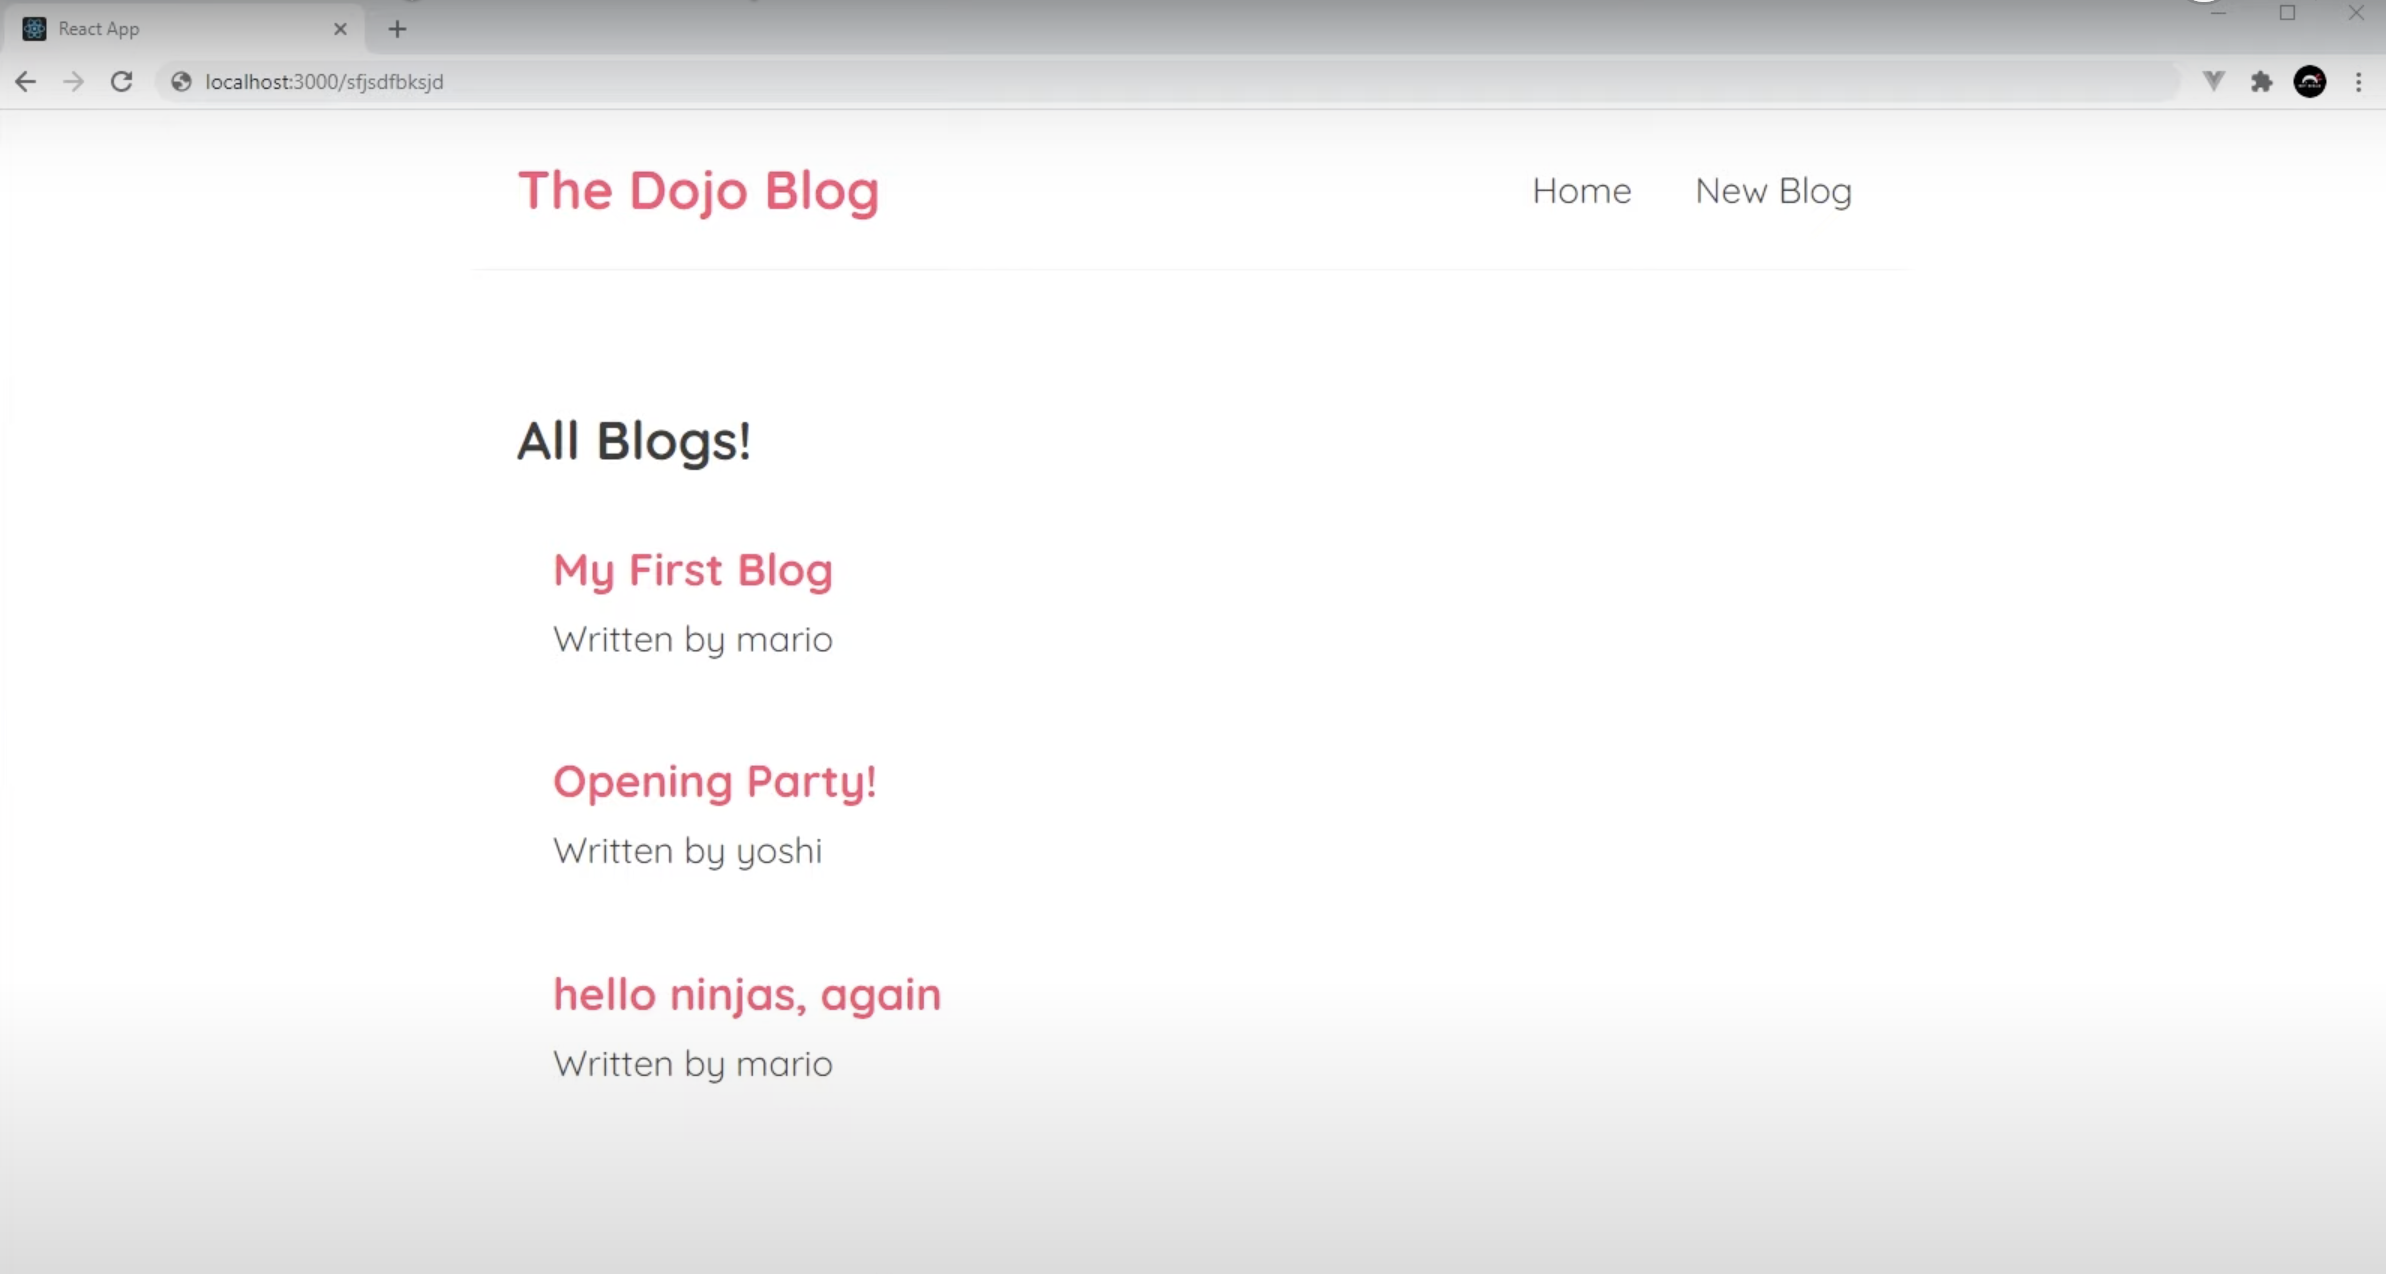 React App
localhost:3000/sfjsdfbksjd
The Dojo Blog
Home
New Blog
All Blogs!
My First Blog
Written by mario
Opening Party!
Written by yoshi
hello ninjas, again
Written by mario